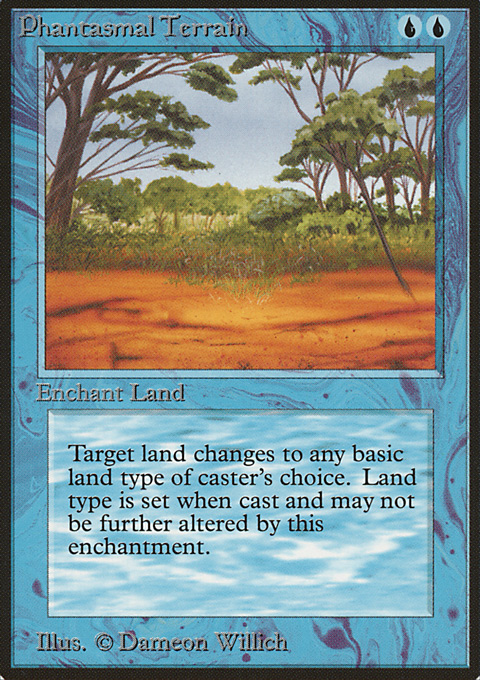 Phantasmal Terrain
Enchant Land
Target land changes to any basic
land type of caster's choice. Land
type is set when cast and may not
be further altered by this
enchantment.
Illus. © Dameon Willich